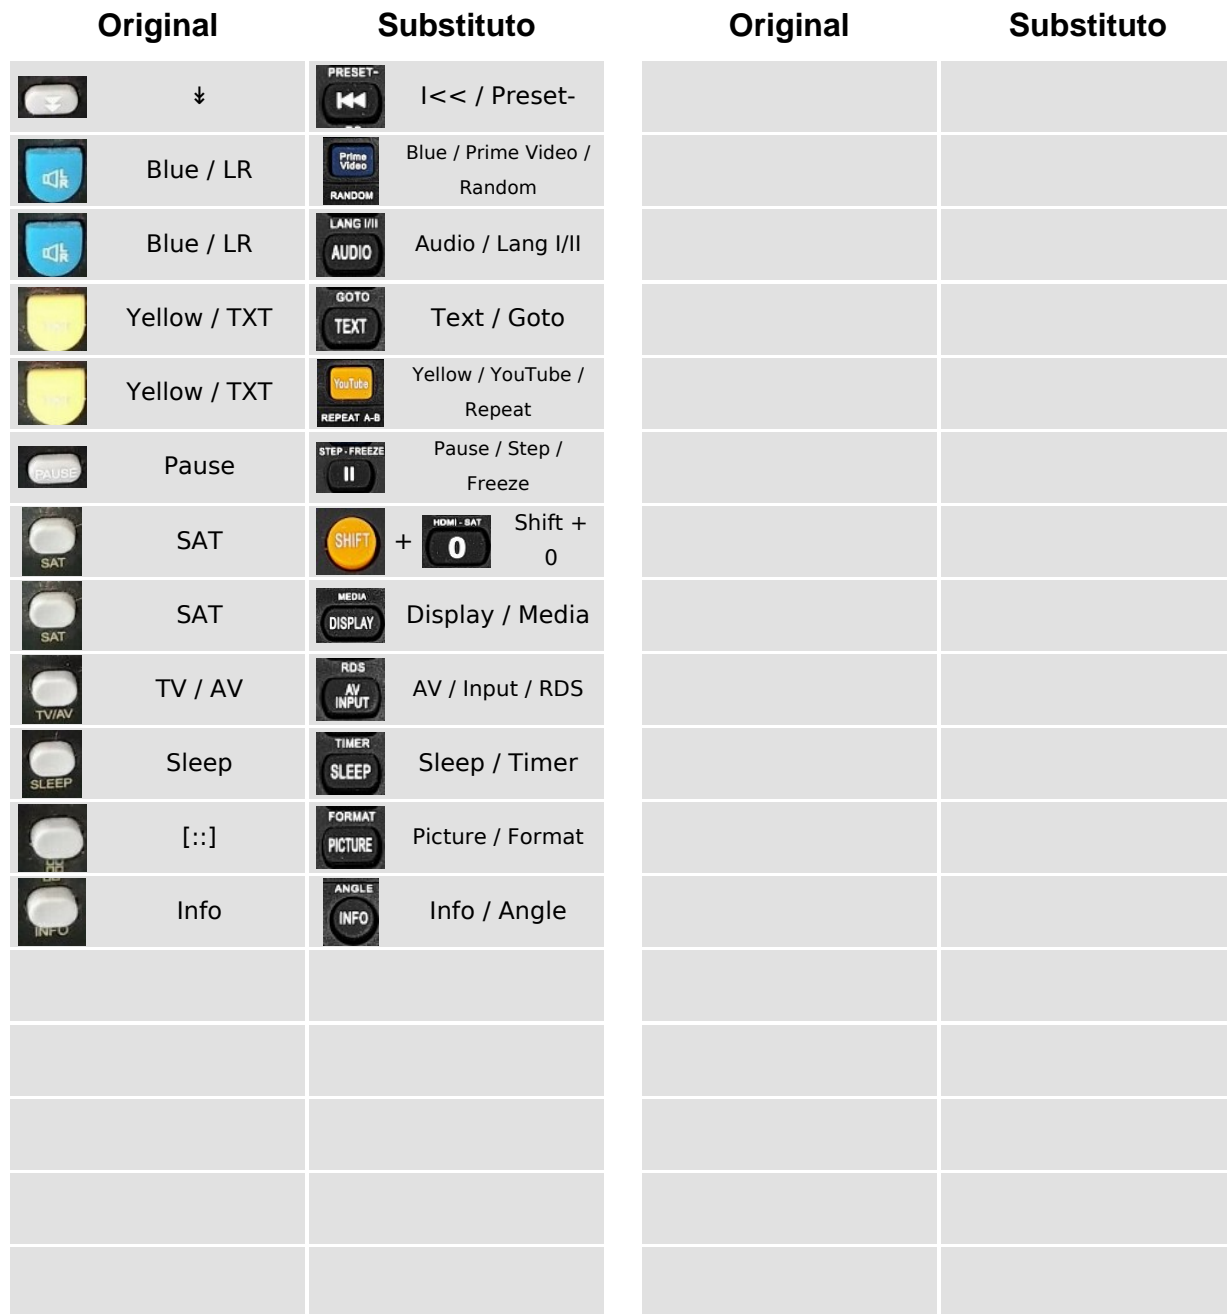 Original Substituto Original Substituto
↡ PRESET- I<< / Preset-
L R Blue / LR Prime Video RANDOM Blue / Prime Video /
Random
L R Blue / LR LANG I/II AUDIO Audio / Lang I/II
Yellow / TXT GOTO TEXT Text / Goto
Yellow / TXT YouTube REPEAT A-B Yellow / YouTube /
Repeat
PAUSE Pause STEP - FREEZE II Pause / Step /
Freeze
SAT SAT SHIFT + HDMI - SAT 0 Shift +
0
SAT SAT MEDIA DISPLAY Display / Media
TV/AV TV / AV RDS AV INPUT AV / Input / RDS
SLEEP Sleep TIMER SLEEP Sleep / Timer
[::] FORMAT PICTURE Picture / Format
INFO Info ANGLE INFO Info / Angle